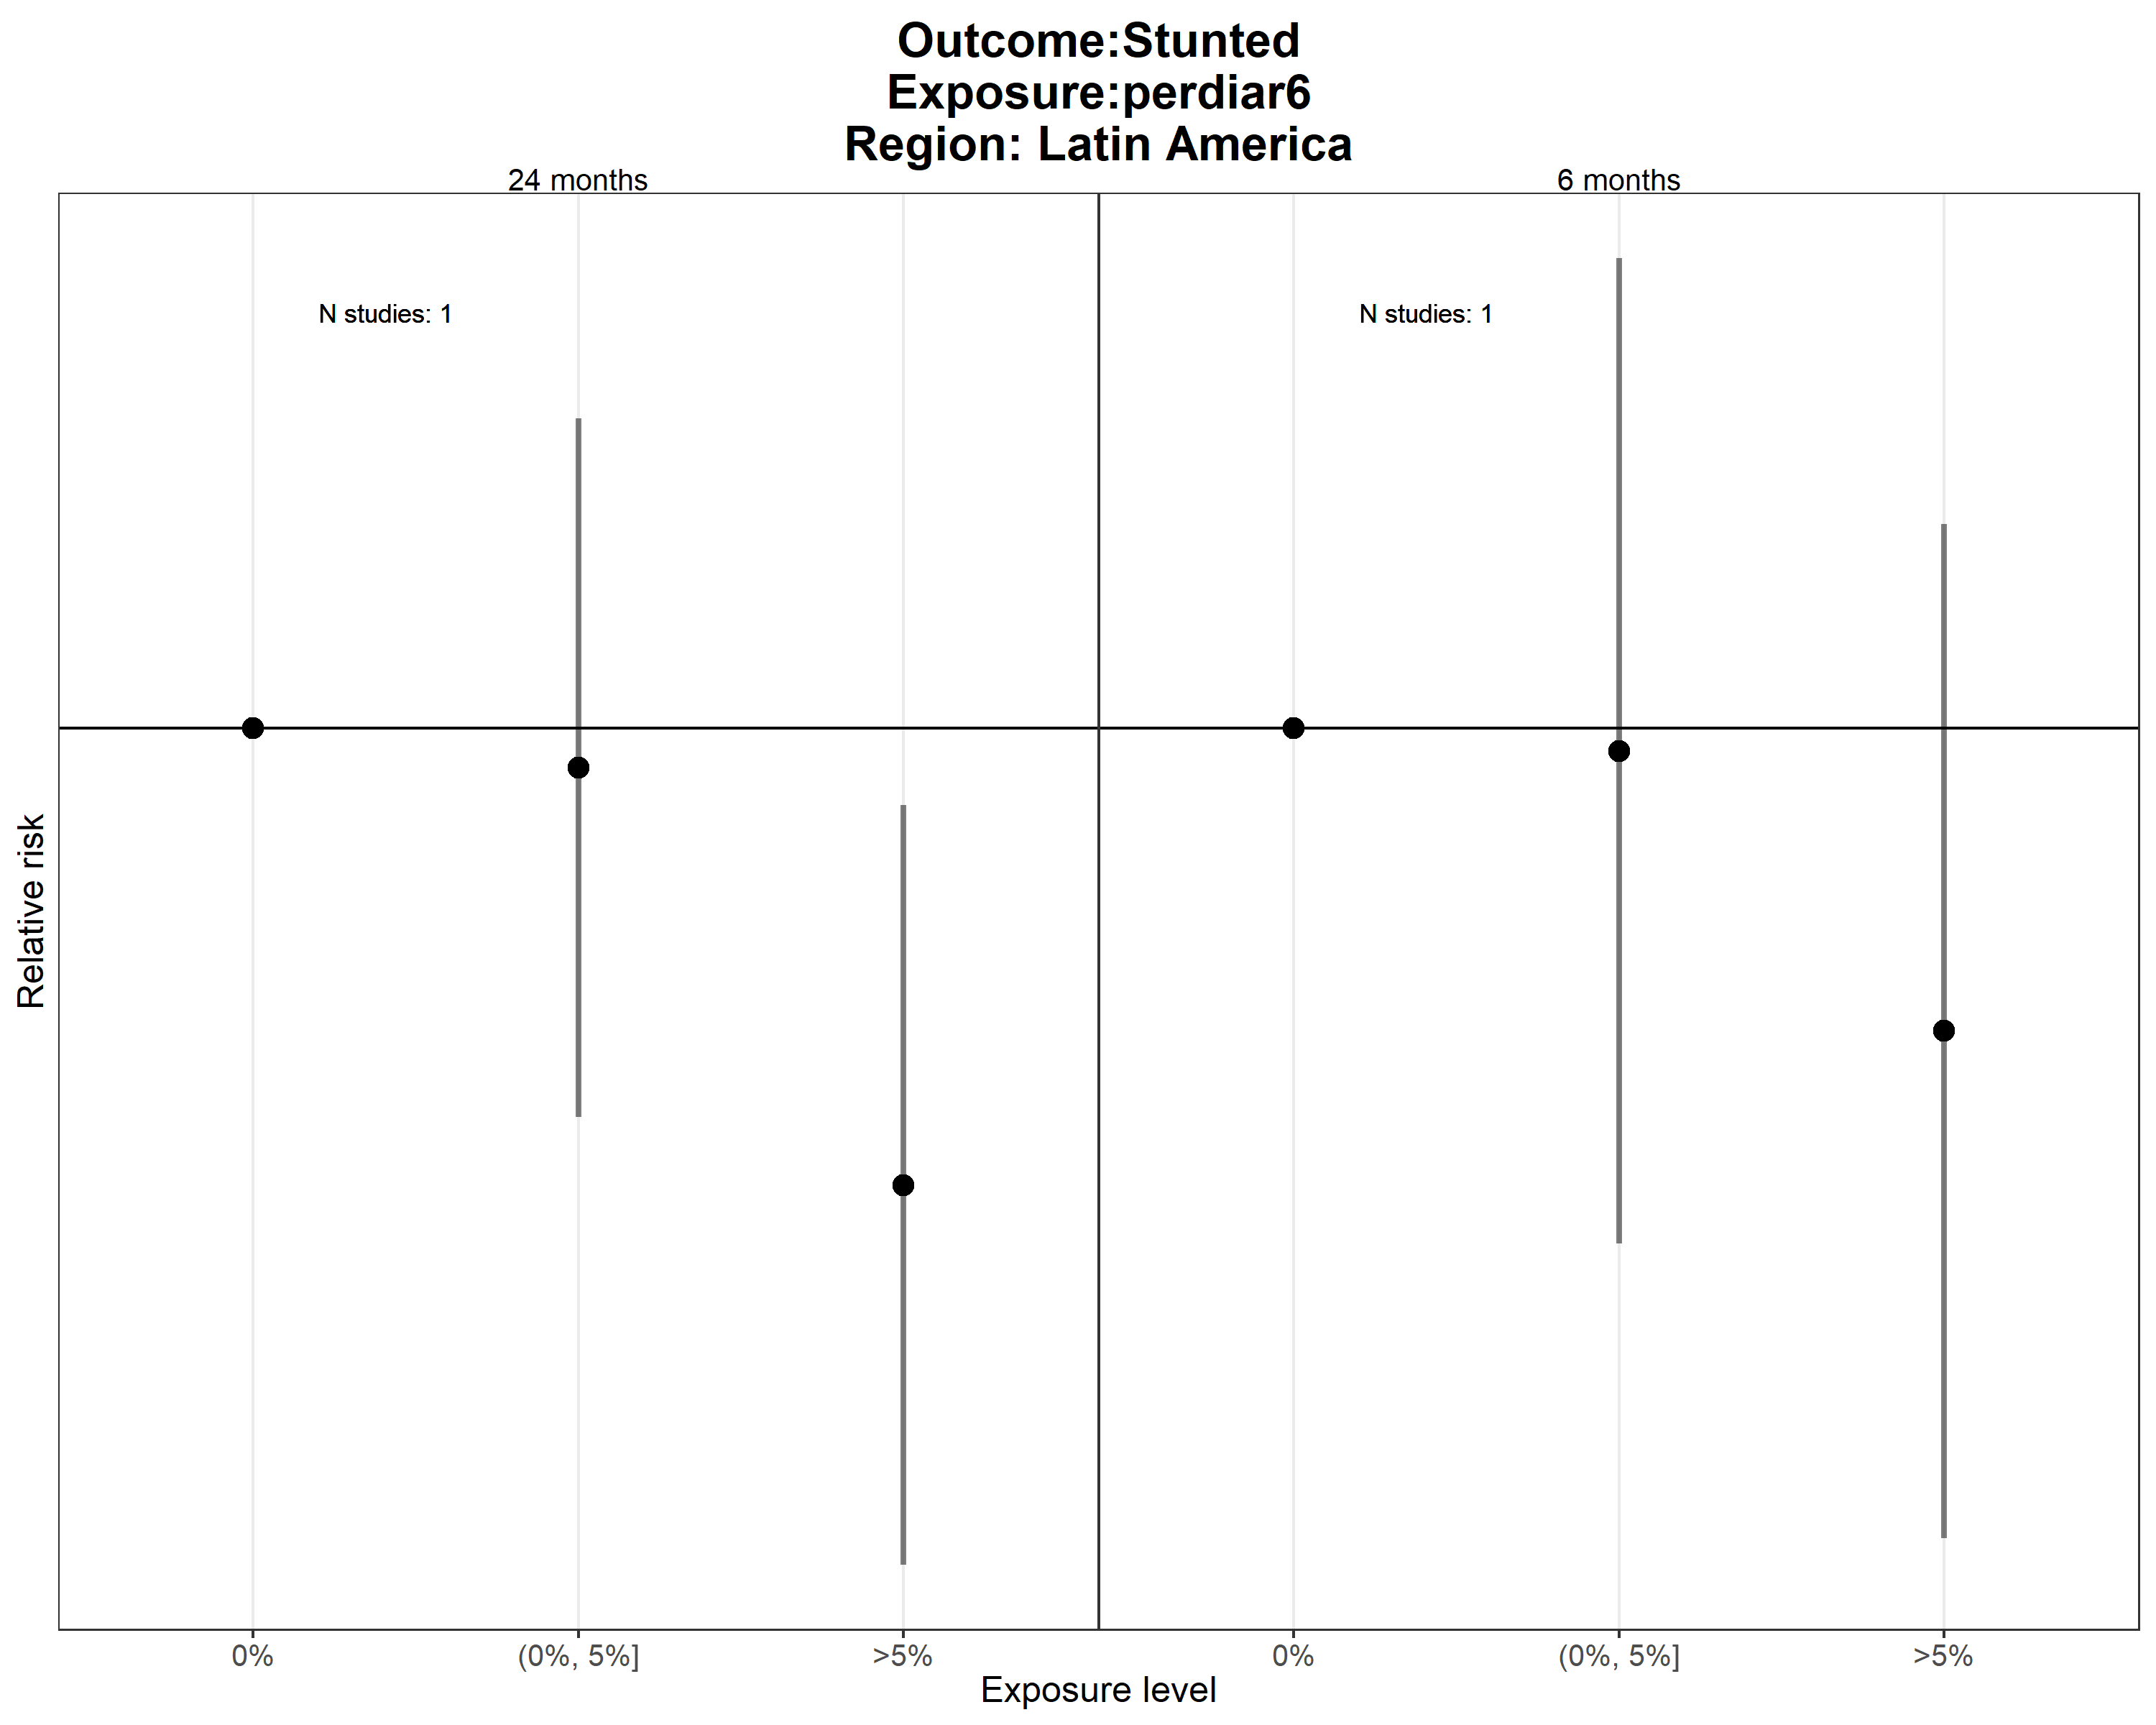 Outcome:Stunted
Exposure:perdiar6
Region: Latin America
24 months
6 months
N studies: 1
N studies: 1
Relative risk
0%
(0%, 5%]
>5%
0%
(0%, 5%]
>5%
Exposure level